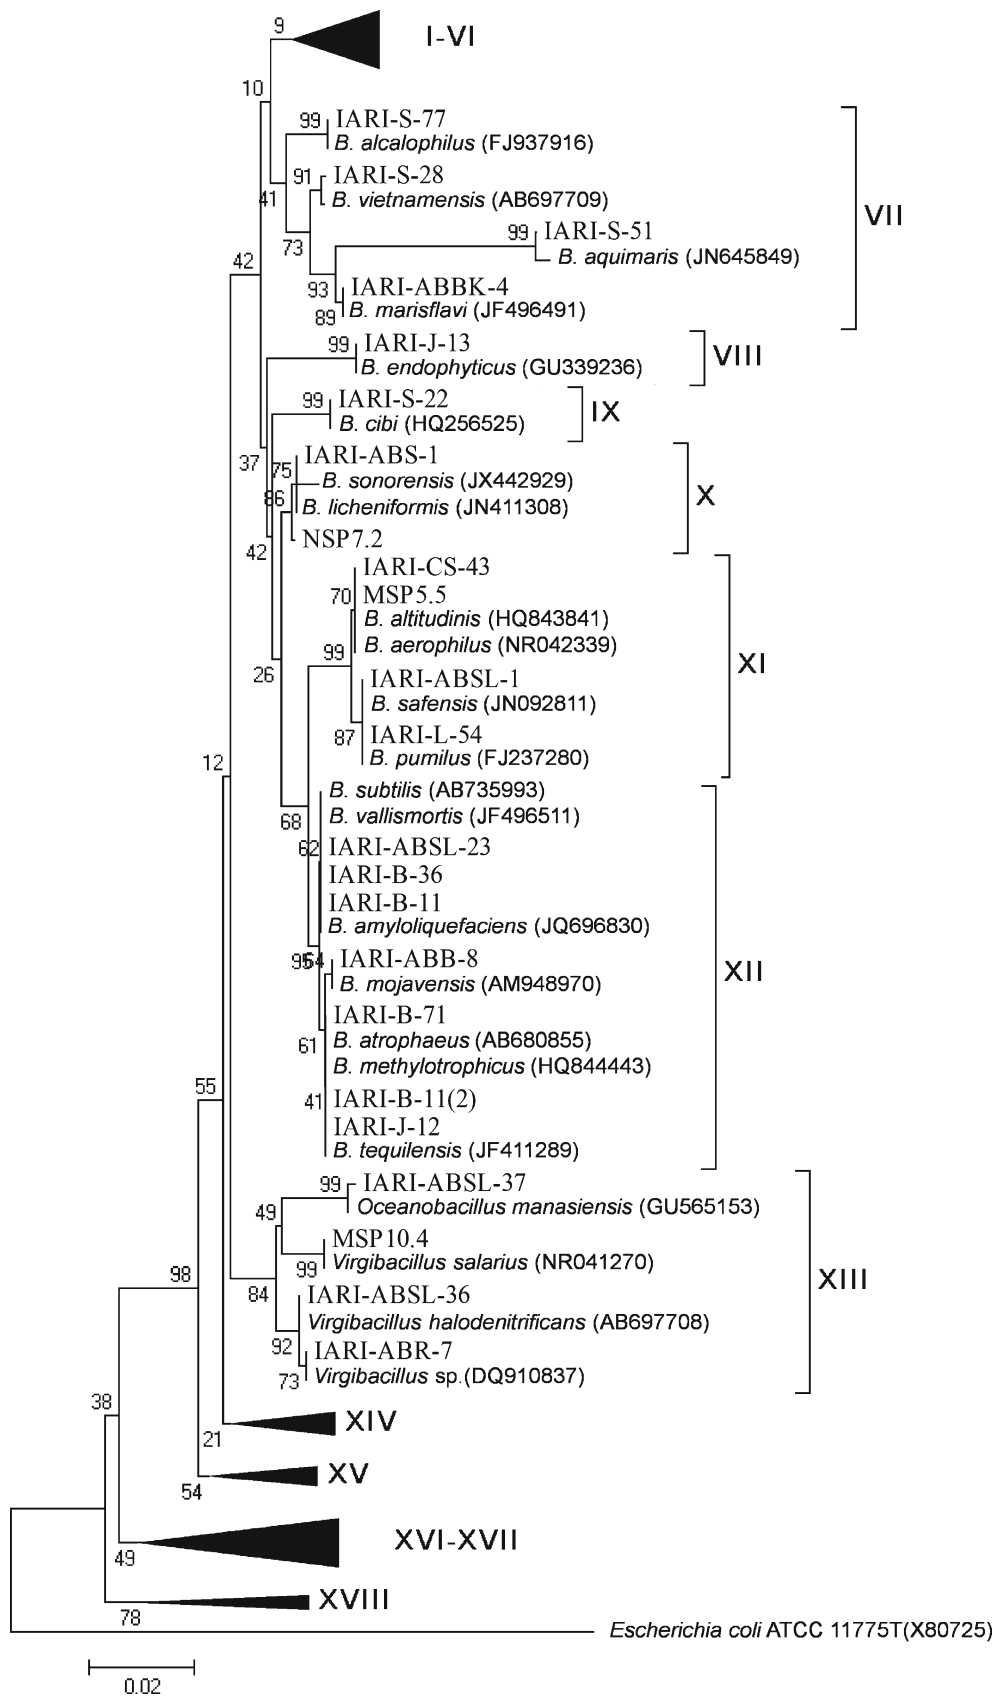 9
I-VI
10
99 IARI-S-77
B. alcalophilus (FJ937916)
91 IARI-S-28
41
B. vietnamensis (AB697709)
VII
99 IARI-S-51
73
B. aquimaris (JN645849)
42
93 IARI-ABBK-4
B. marisflavi (JF496491)
89
99 IARI-J-13
VIII
B. endophyticus (GU339236)
99 IARI-S-22
IX
B. cibi (HQ256525)
37
75 IARI-ABS-1
B. sonorensis (JX442929)
X
86
B. licheniformis (JN411308)
NSP7.2
42
IARI-CS-43
70 MSP5.5
B. altitudinis (HQ843841)
B. aerophilus (NR042339)
99
XI
26
IARI-ABSL-1
B. safensis (JN092811)
87 IARI-L-54
B. pumilus (FJ237280)
12
B. subtilis (AB735993)
B. vallismortis (JF496511)
68
62 IARI-ABSL-23
IARI-B-36
IARI-B-11
B. amyloliquefaciens (JQ696830)
54 IARI-ABB-8
XII
B. mojavensis (AM948970)
IARI-B-71
B. atrophaeus (AB680855)
61
B. methylotrophicus (HQ844443)
55
41 IARI-B-11(2)
IARI-J-12
B. tequilensis (JF411289)
99 IARI-ABSL-37
Oceanobacillus manasiensis (GU565153)
49
MSP10.4
99 Virgibacillus salarius (NR041270)
98
XIII
84 IARI-ABSL-36
Virgibacillus halodenitrificans (AB697708)
92 IARI-ABR-7
Virgibacillus sp.(DQ910837)
73
38
XIV
21
XV
54
XVI-XVII
49
XVIII
78
Escherichia coli ATCC 11775T(X80725)
0.02